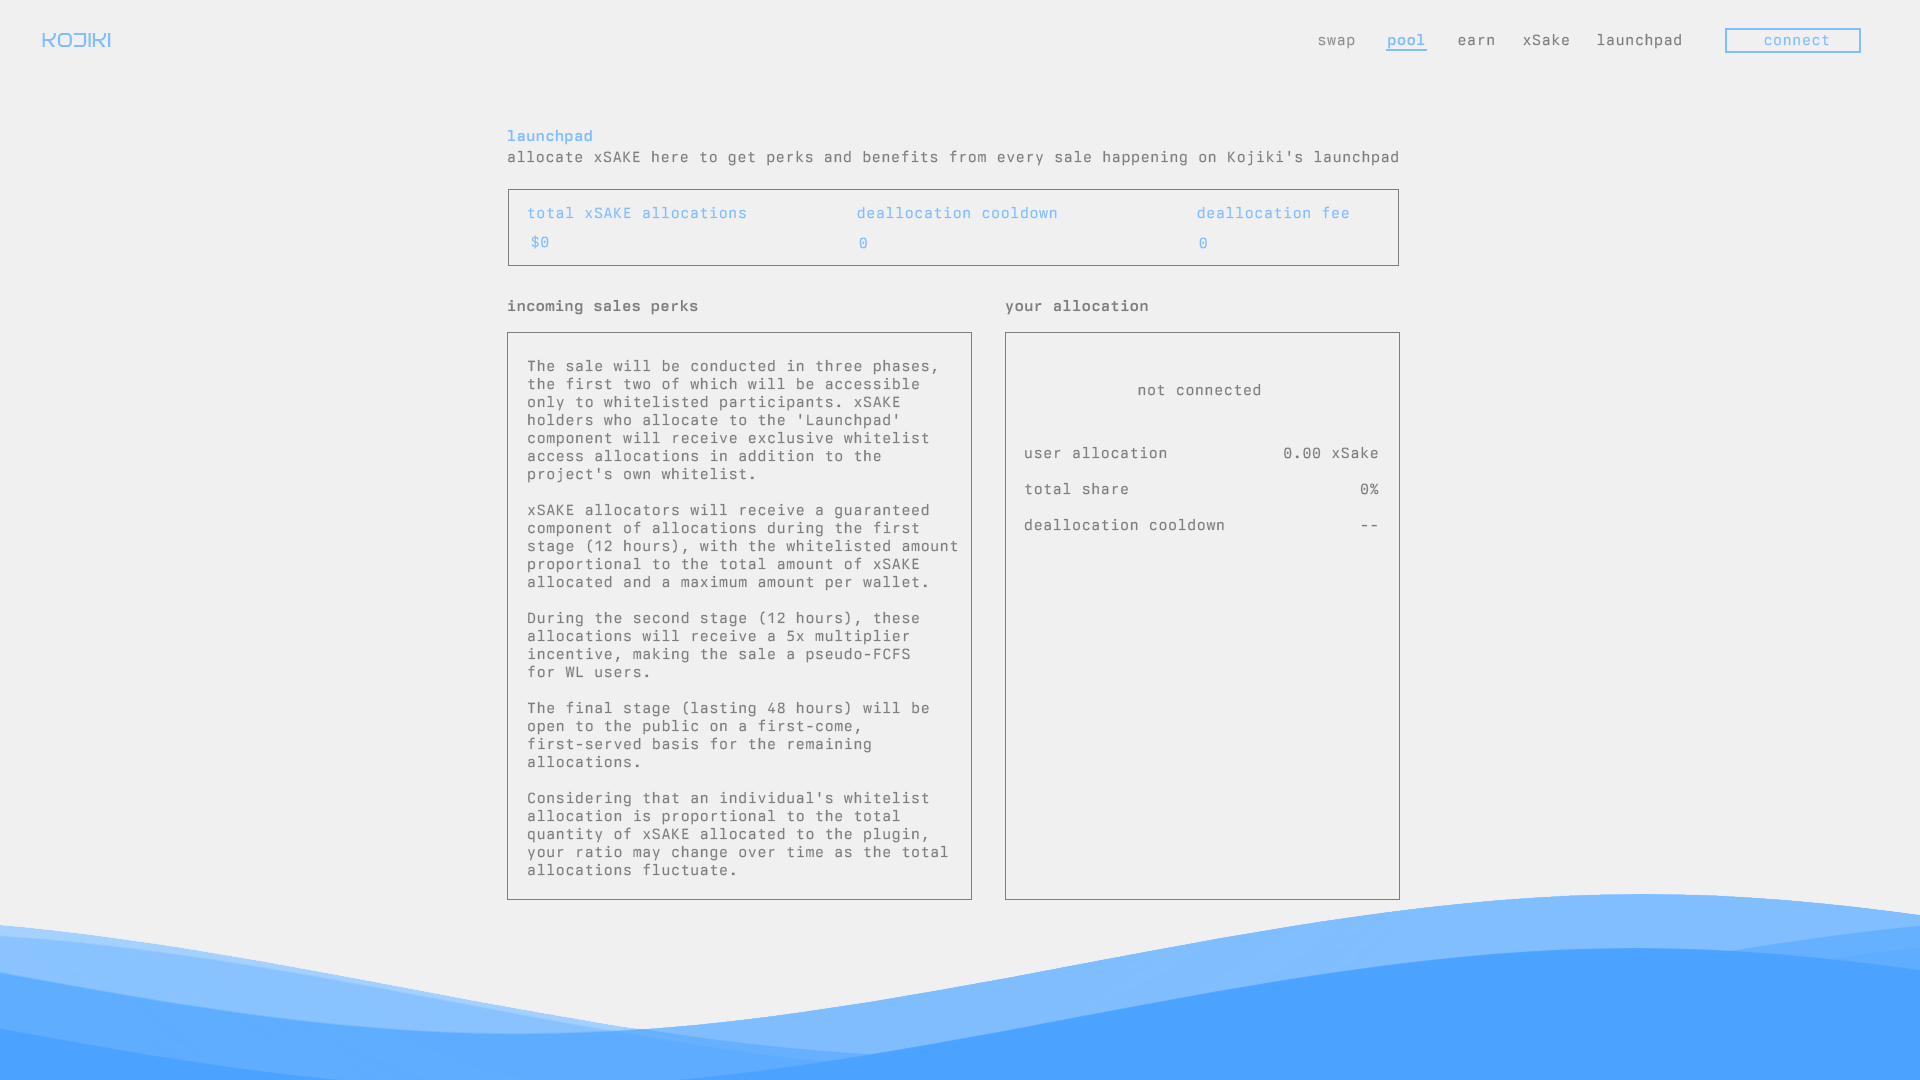 KOJIKI
swap pool earn xSake launchpad connect
launchpad
allocate xSAKE here to get perks and benefits from every sale happening on Kojiki's launchpad
total xSAKE allocations deallocation cooldown deallocation fee
$0 0 0
incoming sales perks
The sale will be conducted in three phases,
the first two of which will be accessible
only to whitelisted participants. xSAKE
holders who allocate to the 'Launchpad'
component will receive exclusive whitelist
access allocations in addition to the
project's own whitelist.
xSAKE allocators will receive a guaranteed
component of allocations during the first
stage (12 hours), with the whitelisted amount
proportional to the total amount of xSAKE
allocated and a maximum amount per wallet.
During the second stage (12 hours), these
allocations will receive a 5x multiplier
incentive, making the sale a pseudo-FCFS
for WL users.
The final stage (lasting 48 hours) will be
open to the public on a first-come,
first-served basis for the remaining
allocations.
Considering that an individual's whitelist
allocation is proportional to the total
quantity of xSAKE allocated to the plugin,
your ratio may change over time as the total
allocations fluctuate.
your allocation
not connected
user allocation 0.00 xSake
total share 0%
deallocation cooldown --